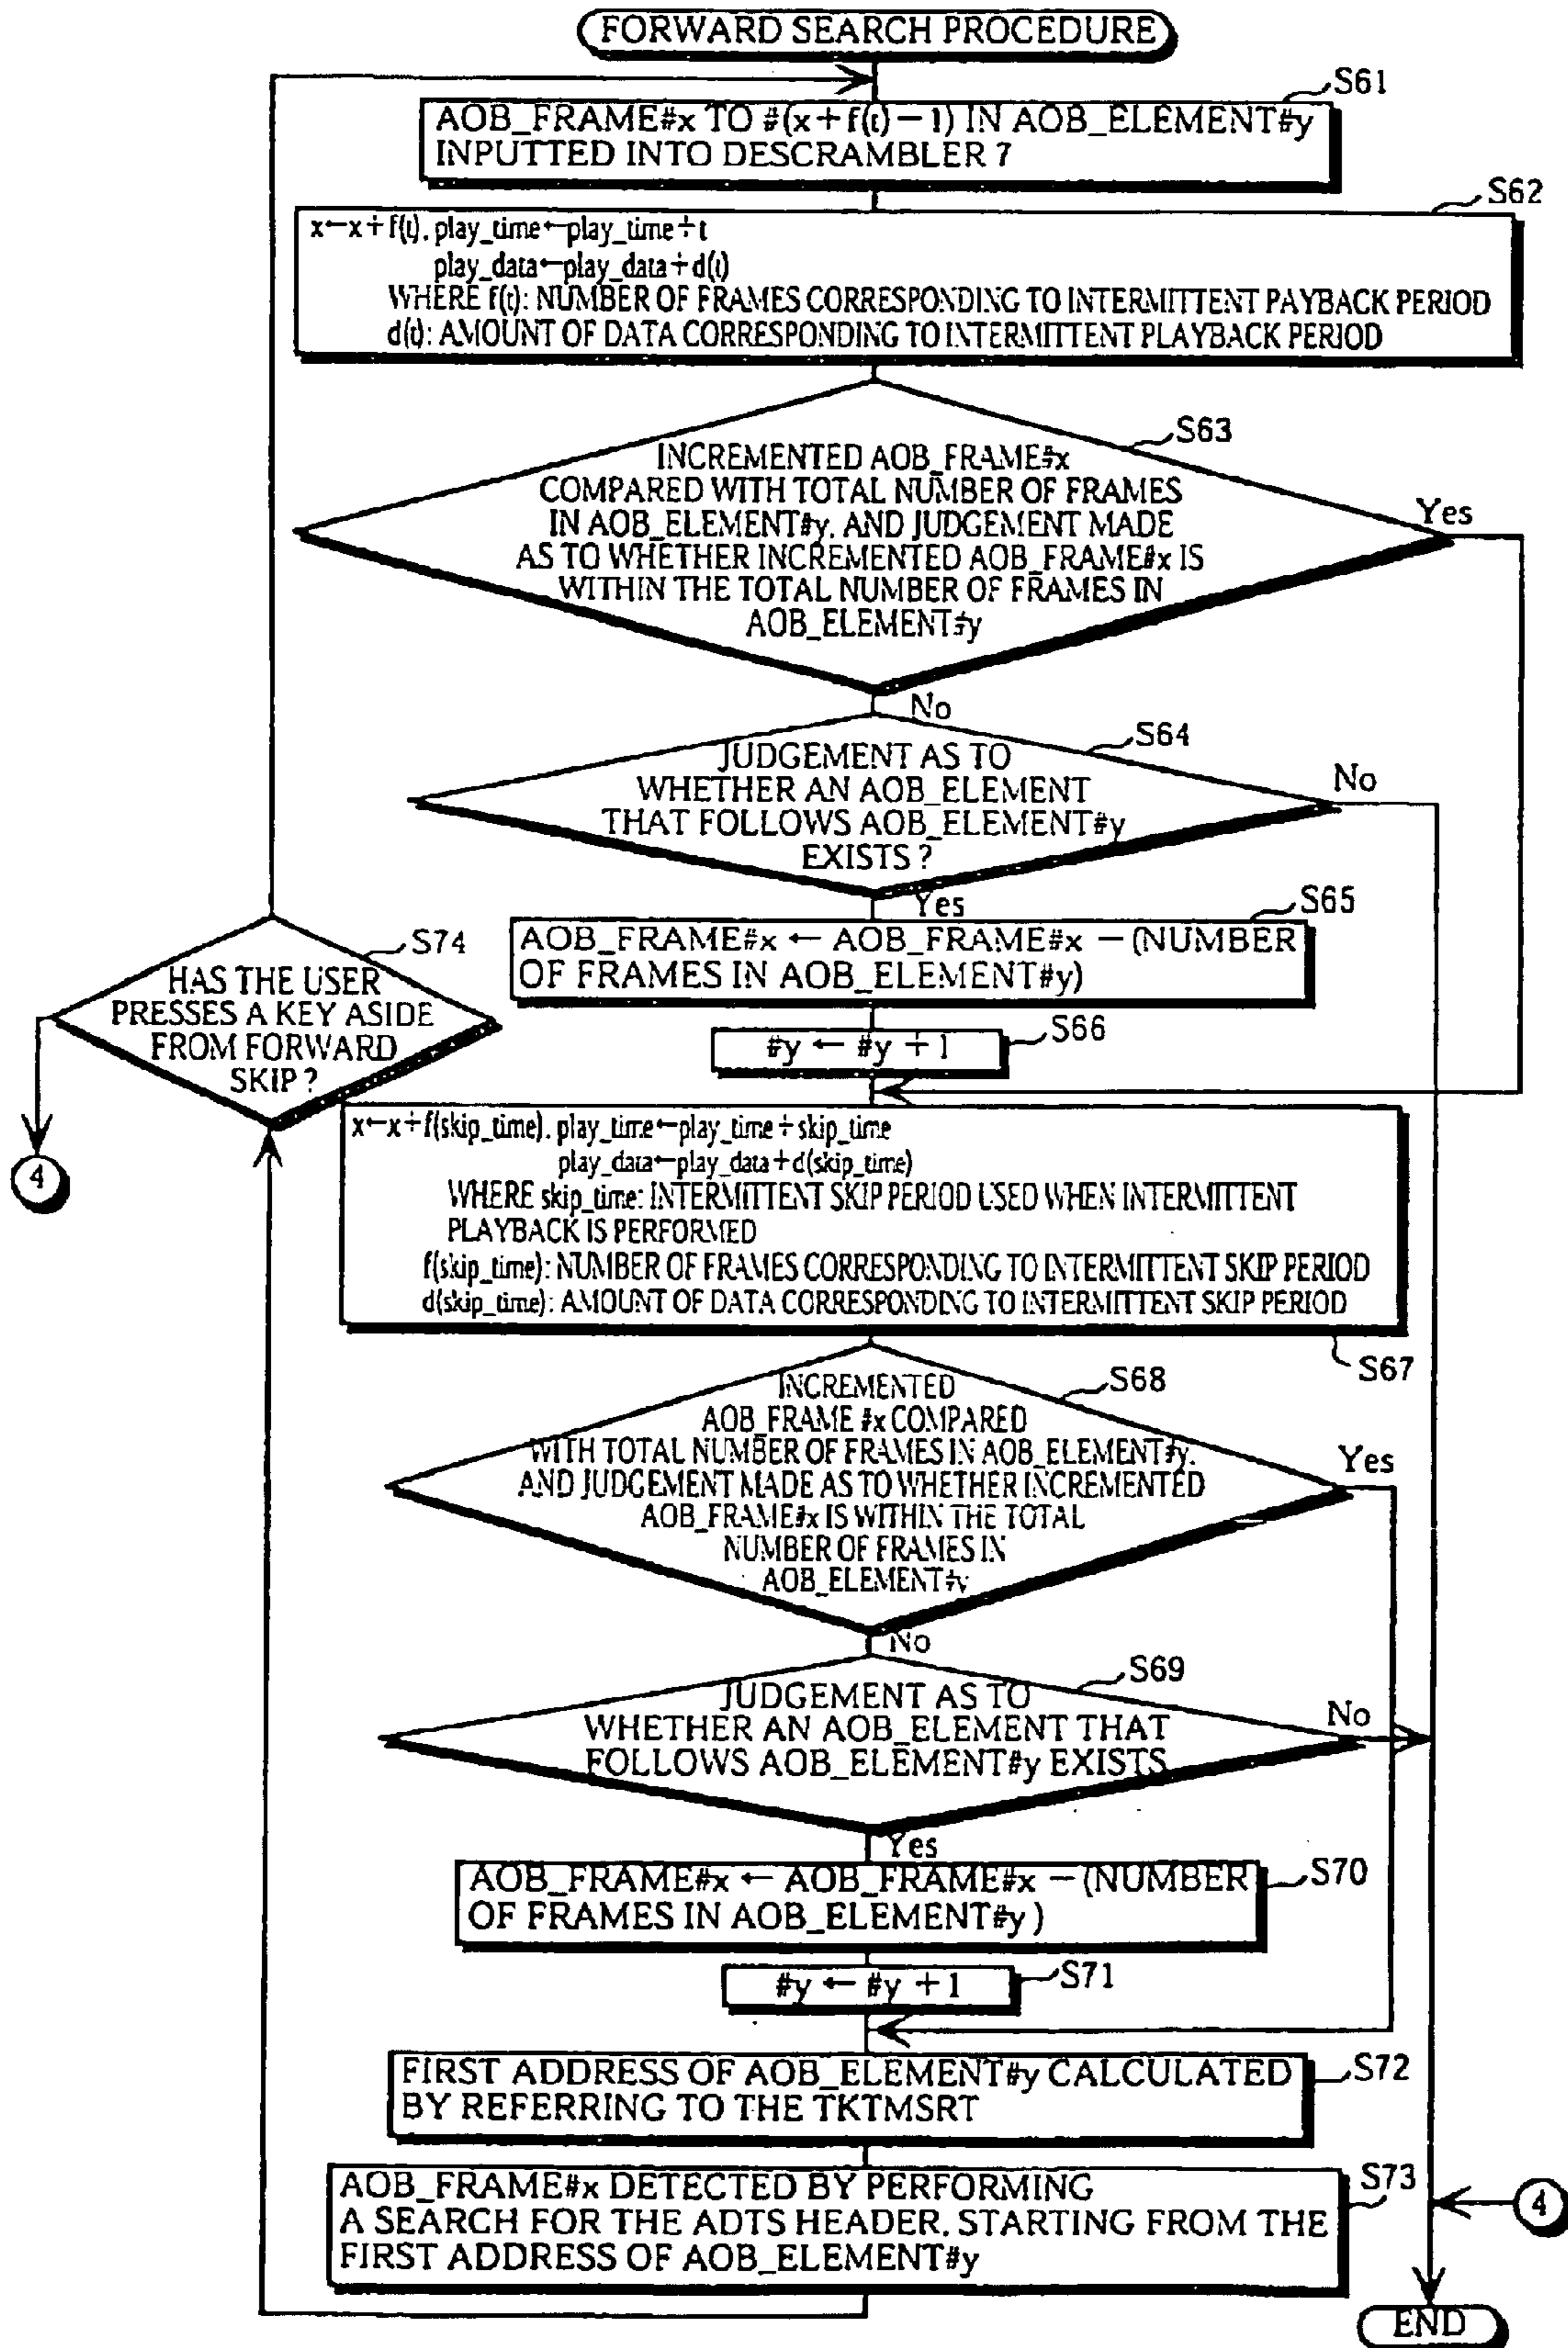 FORWARD SEARCH PROCEDURE
S61
AOB_FRAME#x TO #(x+f(t)−1) IN AOB_ELEMENT#y
INPUTTED INTO DESCRAMBLER 7
S62
x←x+f(t). play_time←play_time+t
play_data←play_data+d(t)
WHERE f(t): NUMBER OF FRAMES CORRESPONDING TO INTERMITTENT PAYBACK PERIOD
d(t): AMOUNT OF DATA CORRESPONDING TO INTERMITTENT PLAYBACK PERIOD
S63
INCREMENTED AOB_FRAME#x
COMPARED WITH TOTAL NUMBER OF FRAMES
IN AOB_ELEMENT#y, AND JUDGEMENT MADE
AS TO WHETHER INCREMENTED AOB_FRAME#x IS
WITHIN THE TOTAL NUMBER OF FRAMES IN
AOB_ELEMENT#y
Yes
No
S64
JUDGEMENT AS TO
WHETHER AN AOB_ELEMENT
THAT FOLLOWS AOB_ELEMENT#y
EXISTS ?
No
Yes
S65
AOB_FRAME#x ← AOB_FRAME#x − (NUMBER
OF FRAMES IN AOB_ELEMENT#y)
S66
#y ← #y + 1
S74
HAS THE USER
PRESSES A KEY ASIDE
FROM FORWARD
SKIP ?
4
x←x+f(skip_time). play_time←play_time+skip_time
play_data←play_data+d(skip_time)
WHERE skip_time: INTERMITTENT SKIP PERIOD USED WHEN INTERMITTENT
PLAYBACK IS PERFORMED
f(skip_time): NUMBER OF FRAMES CORRESPONDING TO INTERMITTENT SKIP PERIOD
d(skip_time): AMOUNT OF DATA CORRESPONDING TO INTERMITTENT SKIP PERIOD
S67
S68
INCREMENTED
AOB_FRAME #x COMPARED
WITH TOTAL NUMBER OF FRAMES IN AOB_ELEMENT#y,
AND JUDGEMENT MADE AS TO WHETHER INCREMENTED
AOB_FRAME#x IS WITHIN THE TOTAL
NUMBER OF FRAMES IN
AOB_ELEMENT#y
Yes
No
S69
JUDGEMENT AS TO
WHETHER AN AOB_ELEMENT THAT
FOLLOWS AOB_ELEMENT#y EXISTS
No
Yes
AOB_FRAME#x ← AOB_FRAME#x − (NUMBER
OF FRAMES IN AOB_ELEMENT#y )
S70
#y ← #y + 1
S71
FIRST ADDRESS OF AOB_ELEMENT#y CALCULATED
BY REFERRING TO THE TKTMSRT
S72
AOB_FRAME#x DETECTED BY PERFORMING
A SEARCH FOR THE ADTS HEADER, STARTING FROM THE
FIRST ADDRESS OF AOB_ELEMENT#y
S73
4
END